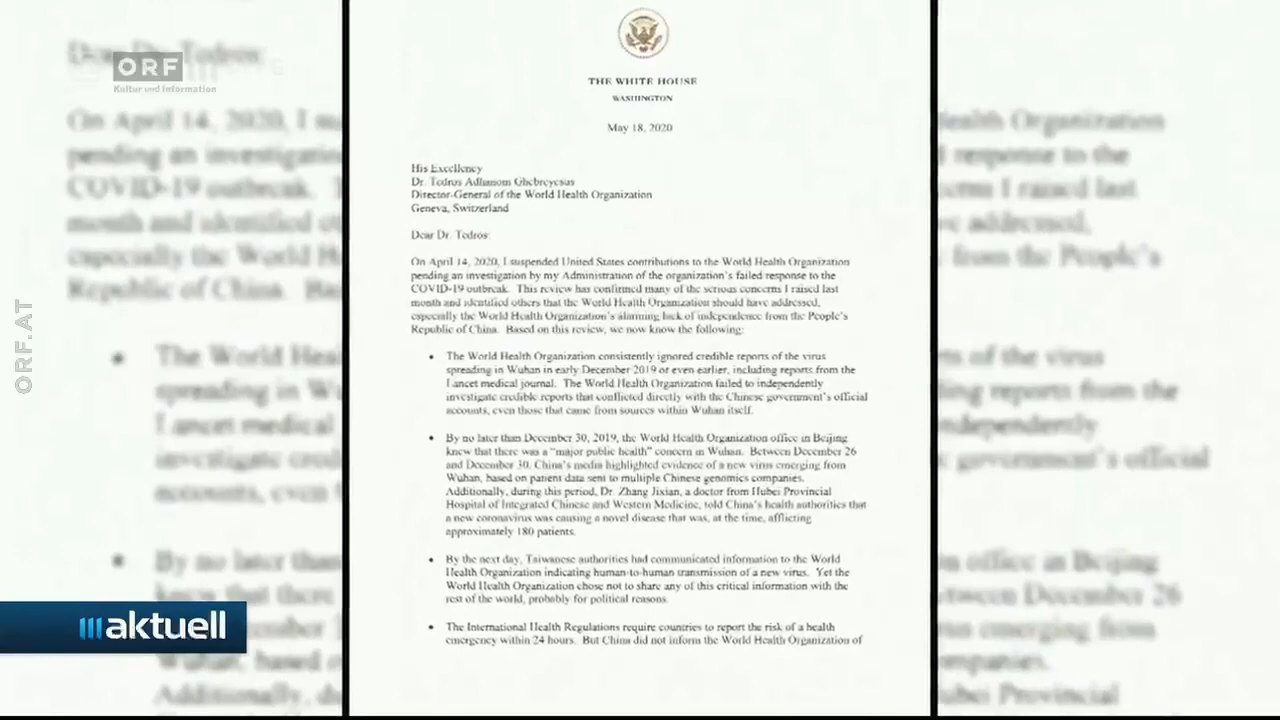 ORF
Kultur und Information
ORF.AT
THE WHITE HOUSE
WASHINGTON
May 18, 2020
His Excellency
Dr. Tedros Adhanom Ghebreyesus
Director-General of the World Health Organization
Geneva, Switzerland
Dear Dr. Tedros:
On April 14, 2020, I suspended United States contributions to the World Health Organization
pending an investigation by my Administration of the organization's failed response to the
COVID-19 outbreak. This review has confirmed many of the serious concerns I raised last
month and identified others that the World Health Organization should have addressed,
especially the World Health Organization's alarming lack of independence from the People's
Republic of China. Based on this review, we now know the following:
• The World Health Organization consistently ignored credible reports of the virus
spreading in Wuhan in early December 2019 or even earlier, including reports from the
Lancet medical journal. The World Health Organization failed to independently
investigate credible reports that conflicted directly with the Chinese government's official
accounts, even those that came from sources within Wuhan itself.
• By no later than December 30, 2019, the World Health Organization office in Beijing
knew that there was a "major public health" concern in Wuhan. Between December 26
and December 30, China's media highlighted evidence of a new virus emerging from
Wuhan, based on patient data sent to multiple Chinese genomics companies.
Additionally, during this period, Dr. Zhang Jixian, a doctor from Hubei Provincial
Hospital of Integrated Chinese and Western Medicine, told China's health authorities that
a new coronavirus was causing a novel disease that was, at the time, afflicting
approximately 180 patients.
• By the next day, Taiwanese authorities had communicated information to the World
Health Organization indicating human-to-human transmission of a new virus. Yet the
World Health Organization chose not to share any of this critical information with the
rest of the world, probably for political reasons.
• The International Health Regulations require countries to report the risk of a health
emergency within 24 hours. But China did not inform the World Health Organization of
aktuell